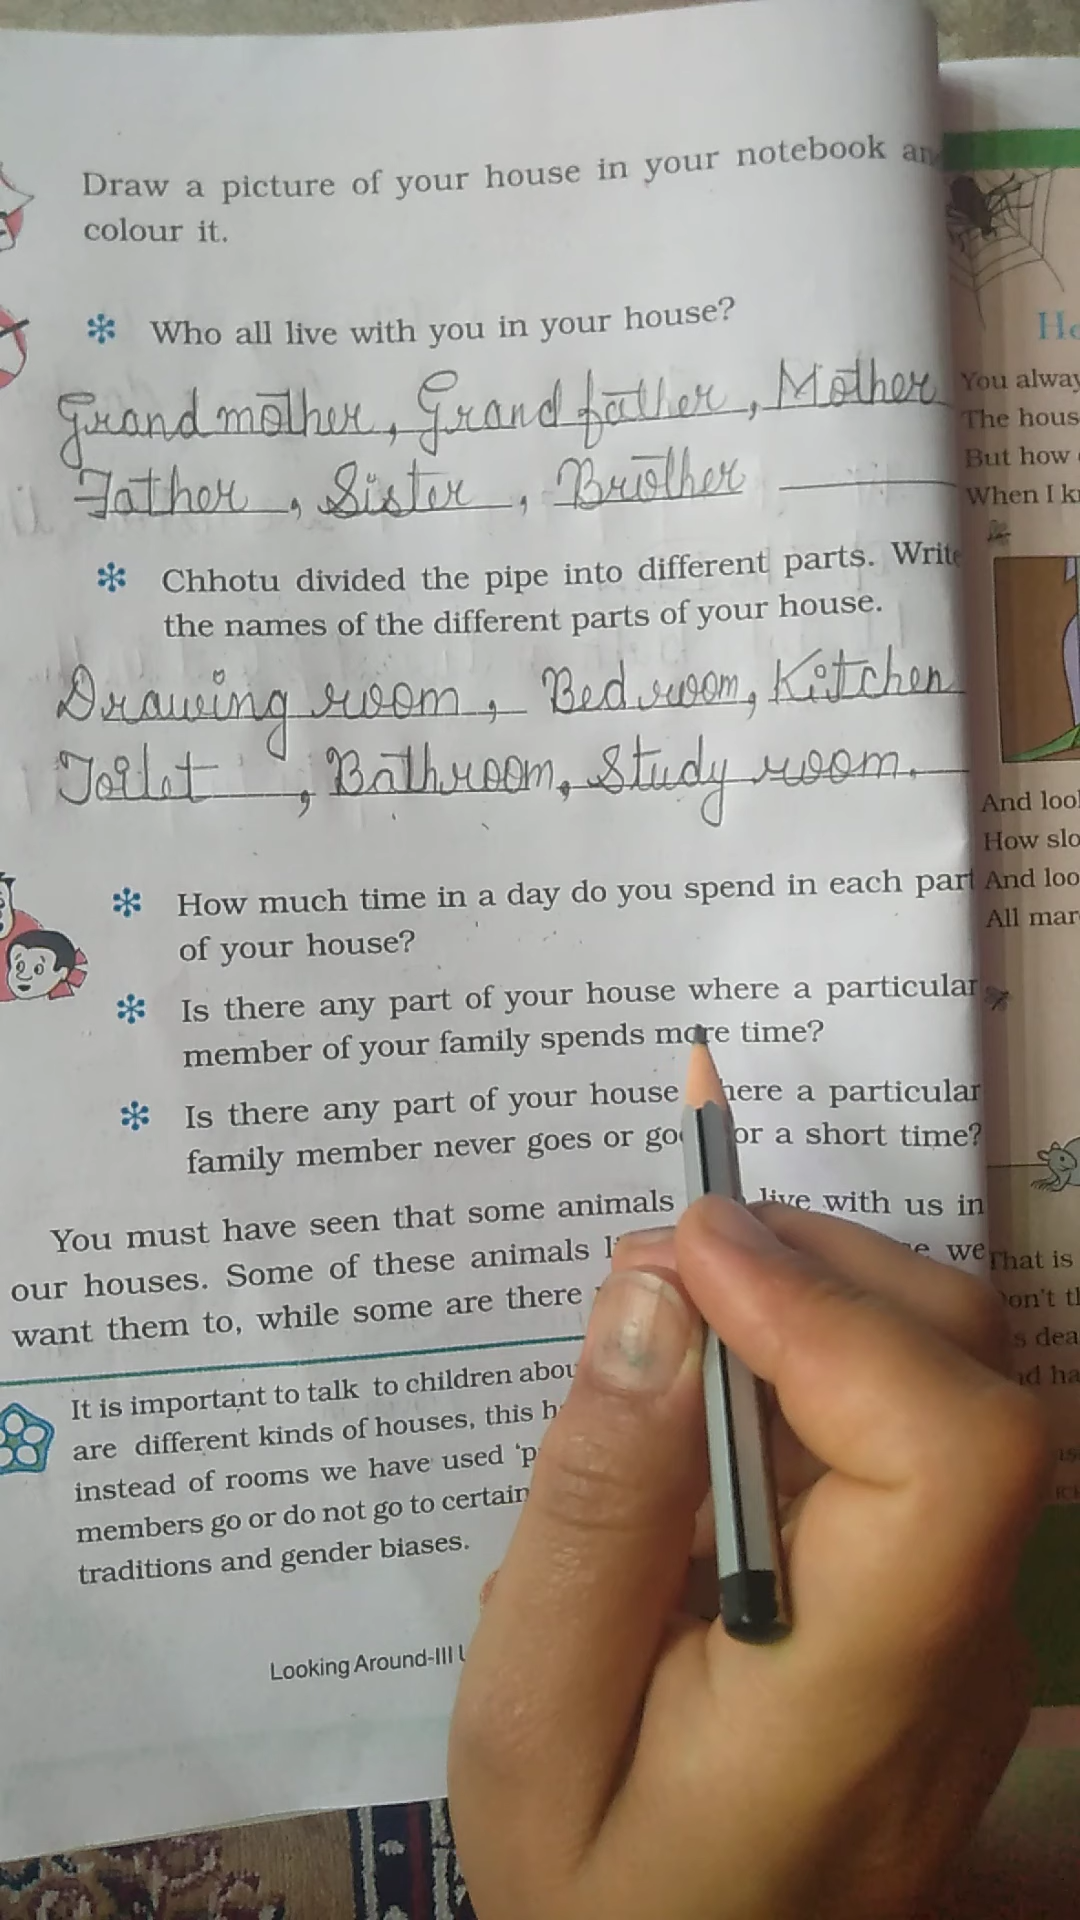 Draw a picture of your house in your notebook an
colour it.
Who all live with you in your house?
Grandmother, Grandfather, Mother
Father, Sister, Brother
Chhotu divided the pipe into different parts. Write
the names of the different parts of your house.
Drawing room, Bedroom, Kitchen
Toilet, Bathroom, Study room.
How much time in a day do you spend in each part
of your house?
Is there any part of your house where a particular
member of your family spends more time?
Is there any part of your house here a particular
family member never goes or go or a short time?
You must have seen that some animals live with us in
our houses. Some of these animals we
want them to, while some are there
It is important to talk to children abou
are different kinds of houses, this h
instead of rooms we have used 'p
members go or do not go to certain
traditions and gender biases.
Looking Around-III
You alway
The hous
But how
When I k
And lool
How slo
And loo
All mar
That is
on't t
s dea
d ha